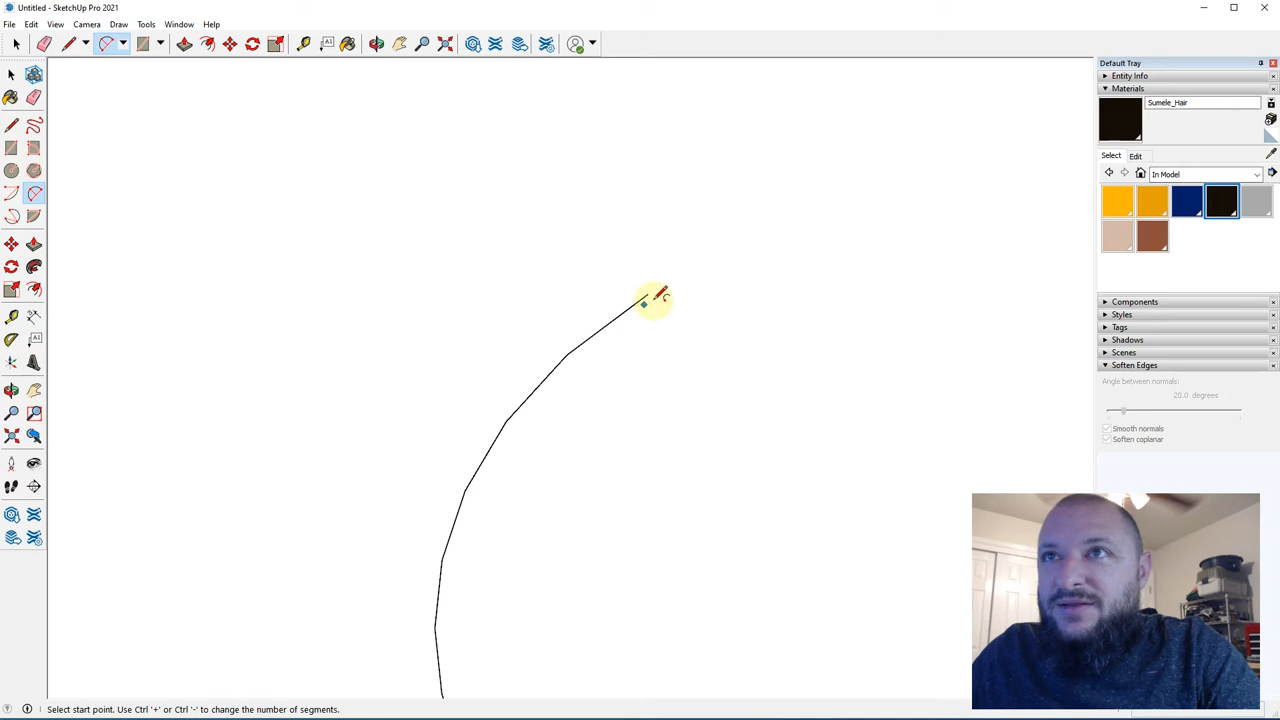 Untitled - SketchUp Pro 2021
File Edit View Camera Draw Tools Window Help
Default Tray
Entity Info
Materials
Sumele_Hair
Select Edit
In Model
Components
Styles
Tags
Shadows
Scenes
Soften Edges
Angle between normals:
20.0 degrees
Smooth normals
Soften coplanar
Select start point. Use Ctrl '+' or Ctrl '-' to change the number of segments.